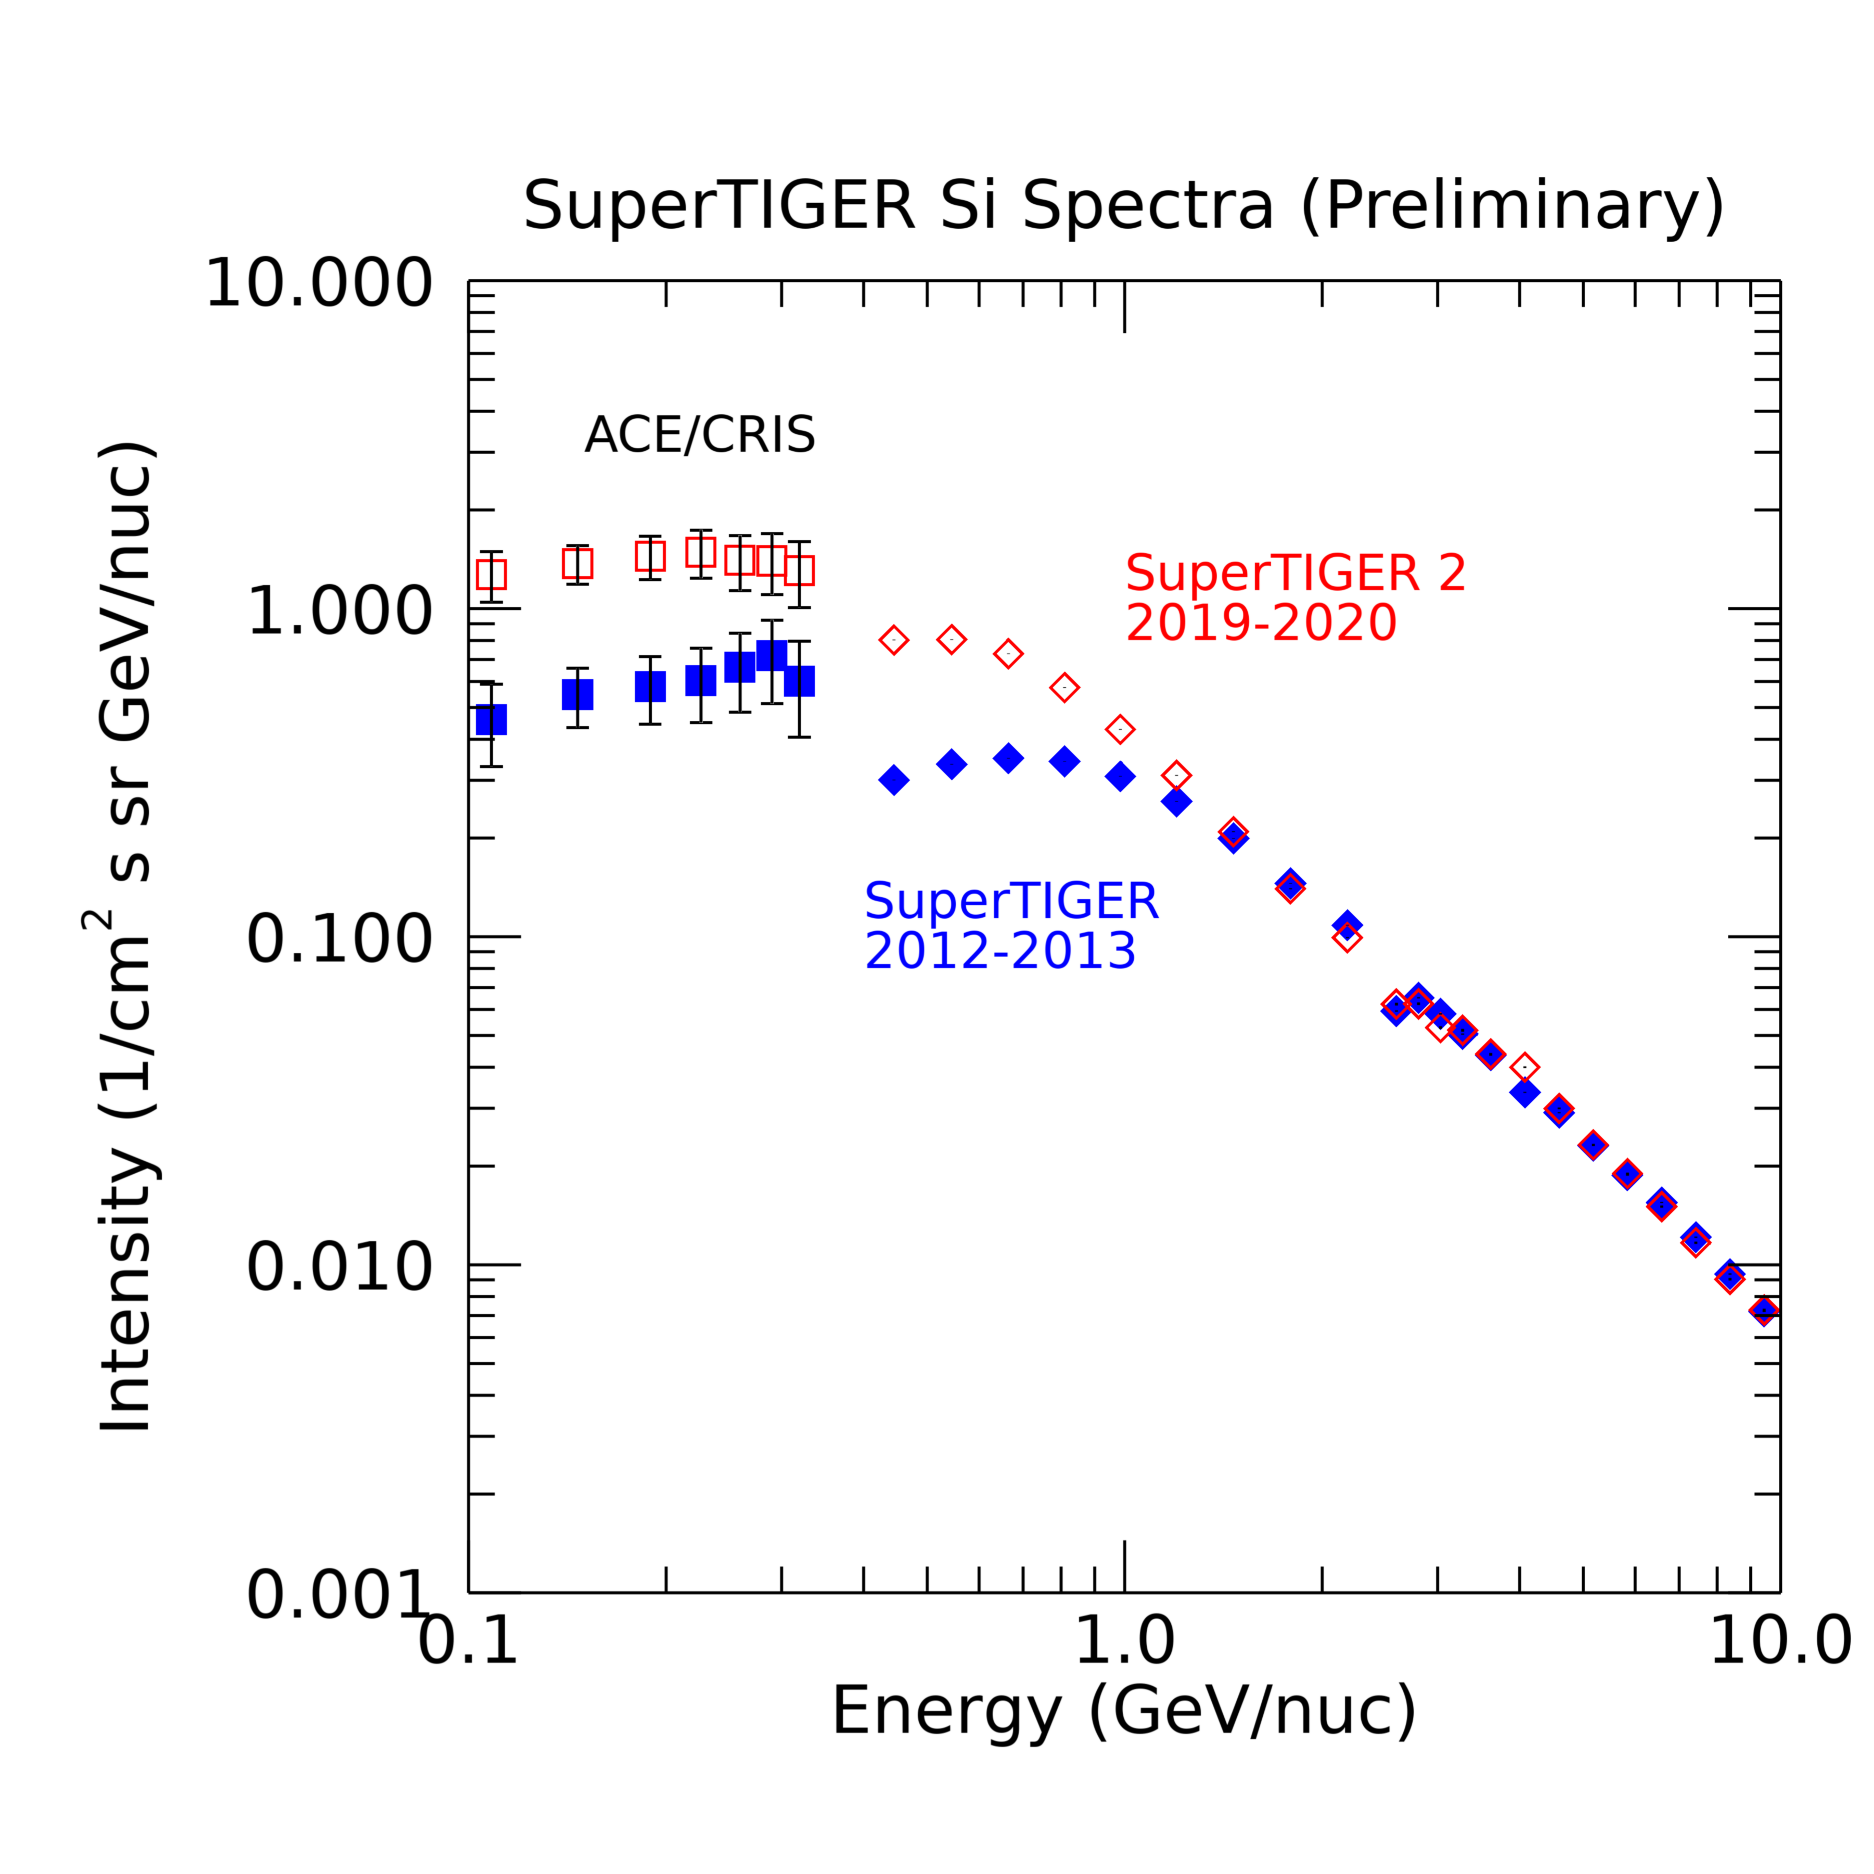 SuperTIGER Si Spectra (Preliminary)
10.000
1.000
0.100
0.010
0.001
Intensity (1/cm² s sr GeV/nuc)
ACE/CRIS
SuperTIGER 2
2019-2020
SuperTIGER
2012-2013
0.1
1.0
10.0
Energy (GeV/nuc)